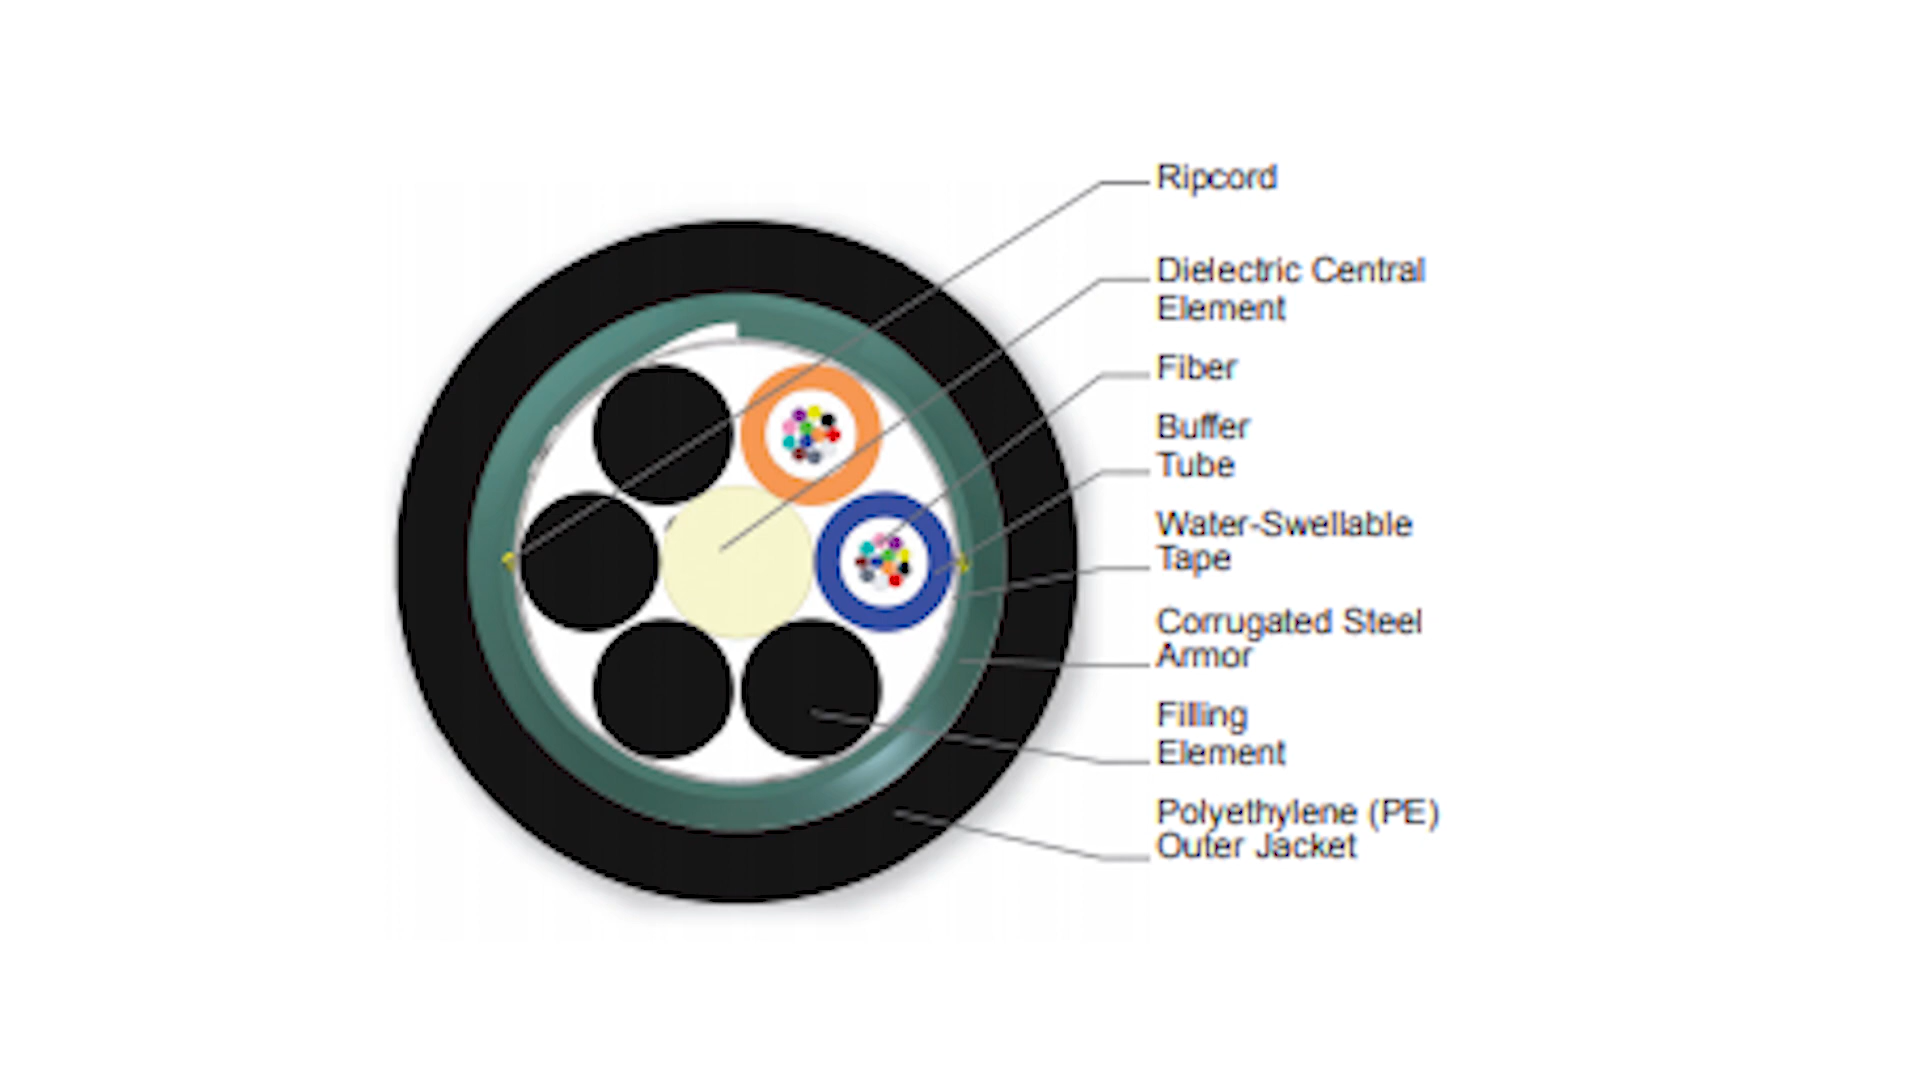 Ripcord
Dielectric Central
Element
Fiber
Buffer
Tube
Water-Swellable
Tape
Corrugated Steel
Armor
Filling
Element
Polyethylene (PE)
Outer Jacket